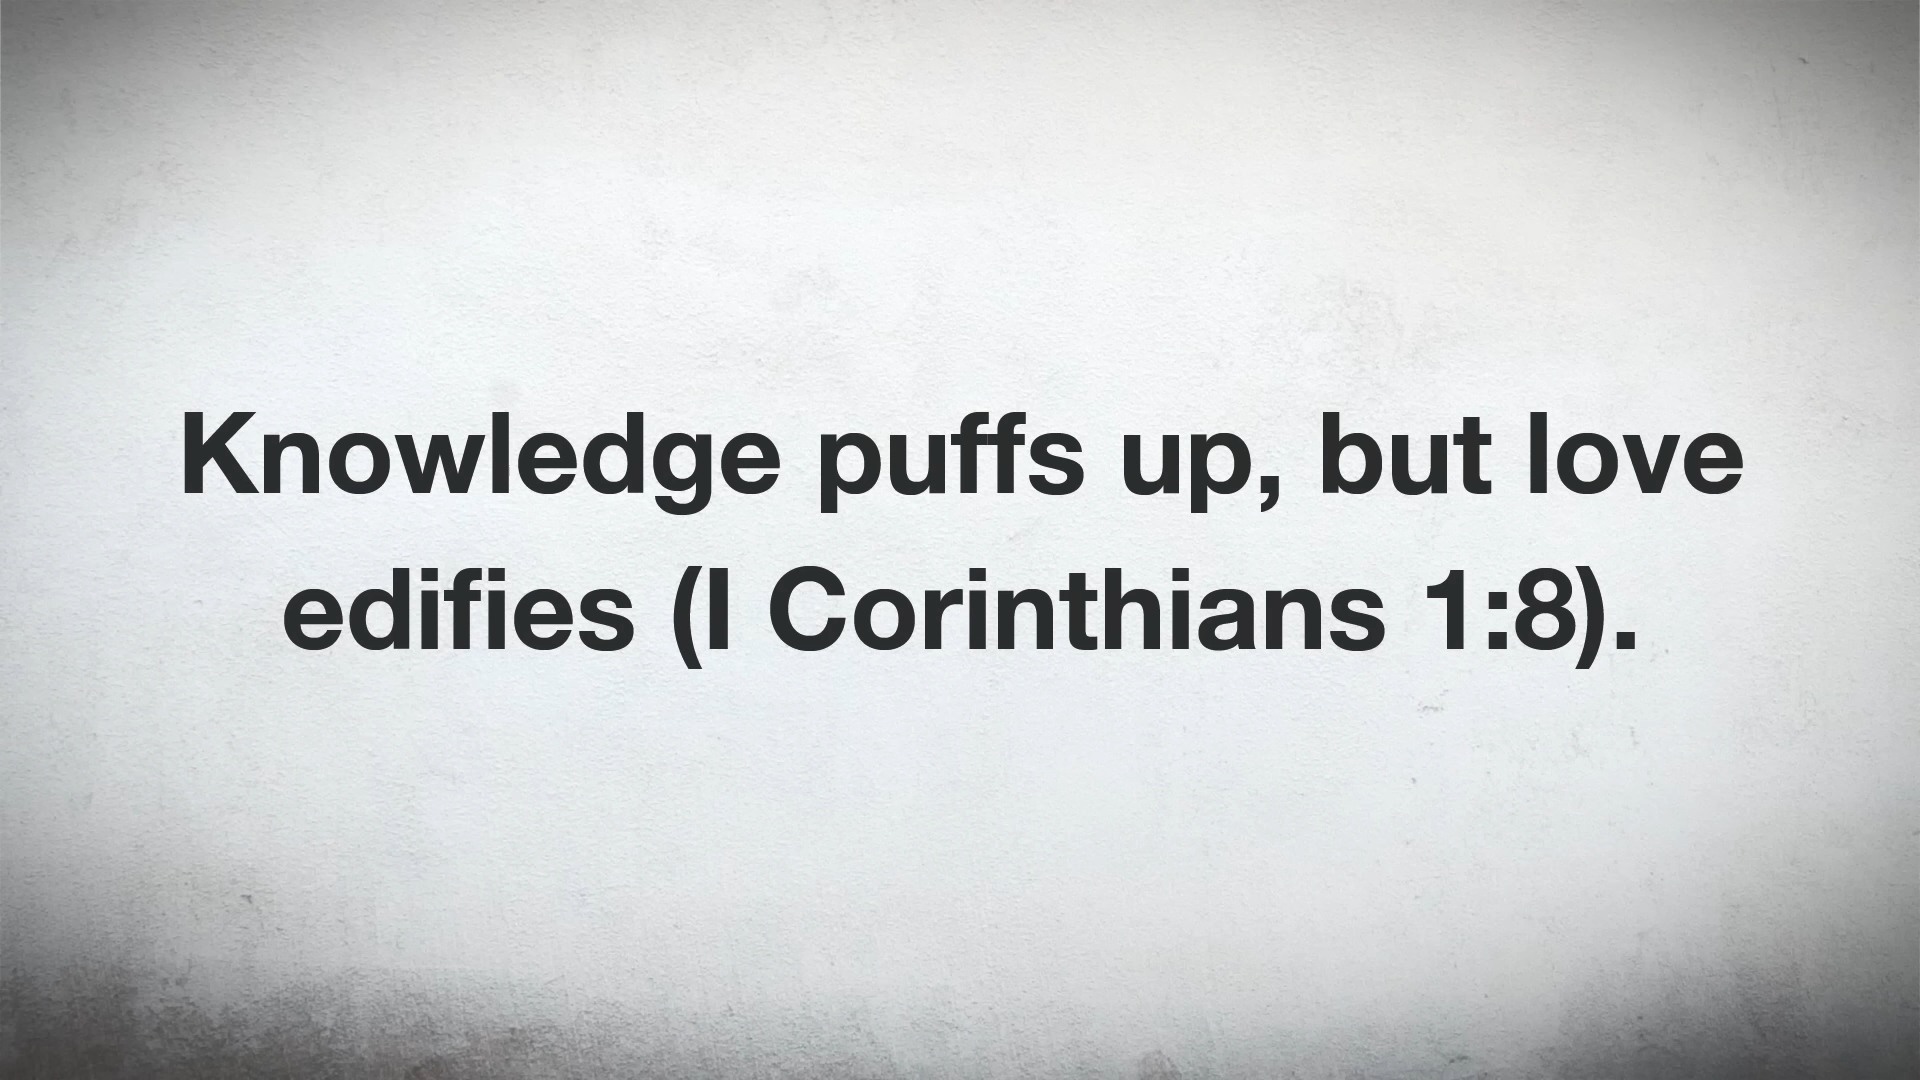 Knowledge puffs up, but love
edifies (I Corinthians 1:8).